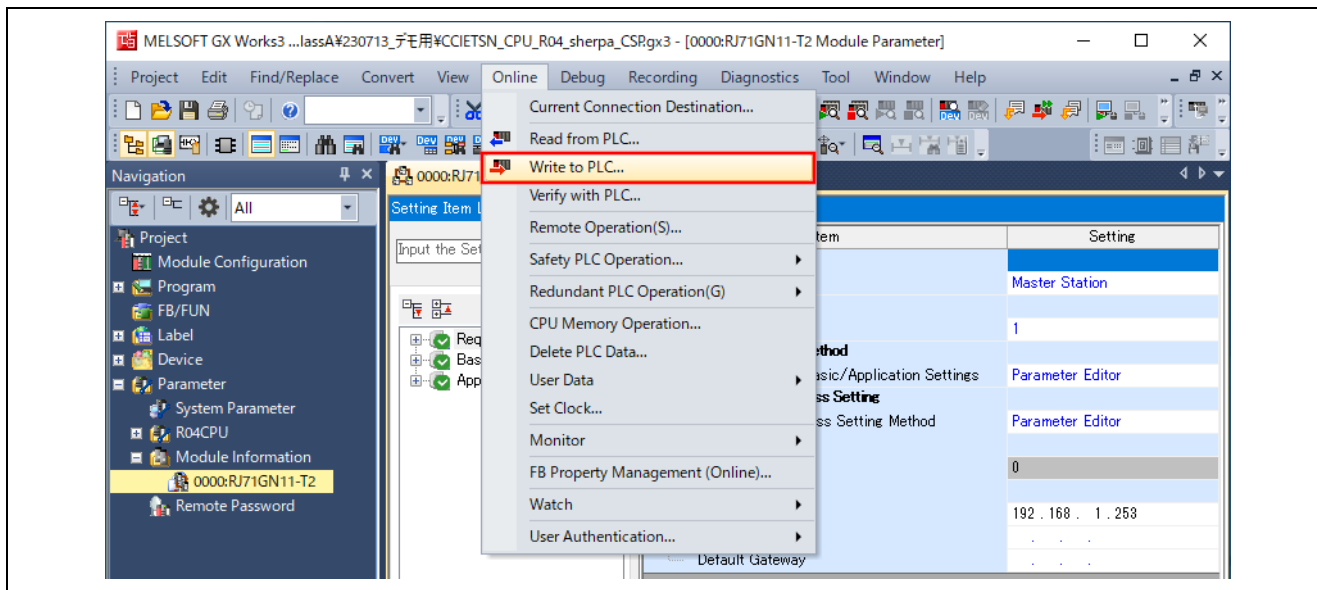 MELSOFT GX Works3 ...lassA¥230713_デモ用¥CCIETSN_CPU_R04_sherpa_CSP.gx3 - [0000:RJ71GN11-T2 Module Parameter]
Project Edit Find/Replace Convert View Online Debug Recording Diagnostics Tool Window Help
Current Connection Destination...
Read from PLC...
Write to PLC...
Verify with PLC...
Remote Operation(S)...
Safety PLC Operation...
Redundant PLC Operation(G)
CPU Memory Operation...
Delete PLC Data...
User Data
Set Clock...
Monitor
FB Property Management (Online)...
Watch
User Authentication...
Navigation
All
Project
Module Configuration
Program
FB/FUN
Label
Device
Parameter
System Parameter
R04CPU
Module Information
0000:RJ71GN11-T2
Remote Password
0000:RJ71
Setting Item L
Input the Set
Req
Bas
App
tem Setting
Master Station
1
ethod
asic/Application Settings Parameter Editor
ss Setting
ss Setting Method Parameter Editor
0
192 . 168 . 1 . 253
. . .
Default Gateway . . .